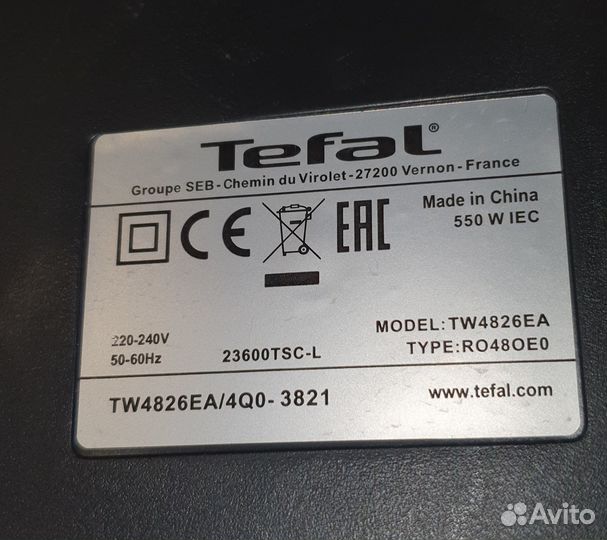 Tefal®
Groupe SEB - Chemin du Virolet - 27200 Vernon - France
CE EAC
Made in China
550 W IEC
220-240V
50-60Hz
23600TSC-L
MODEL: TW4826EA
TYPE: RO48OE0
TW4826EA/4Q0- 3821
www.tefal.com
Avito